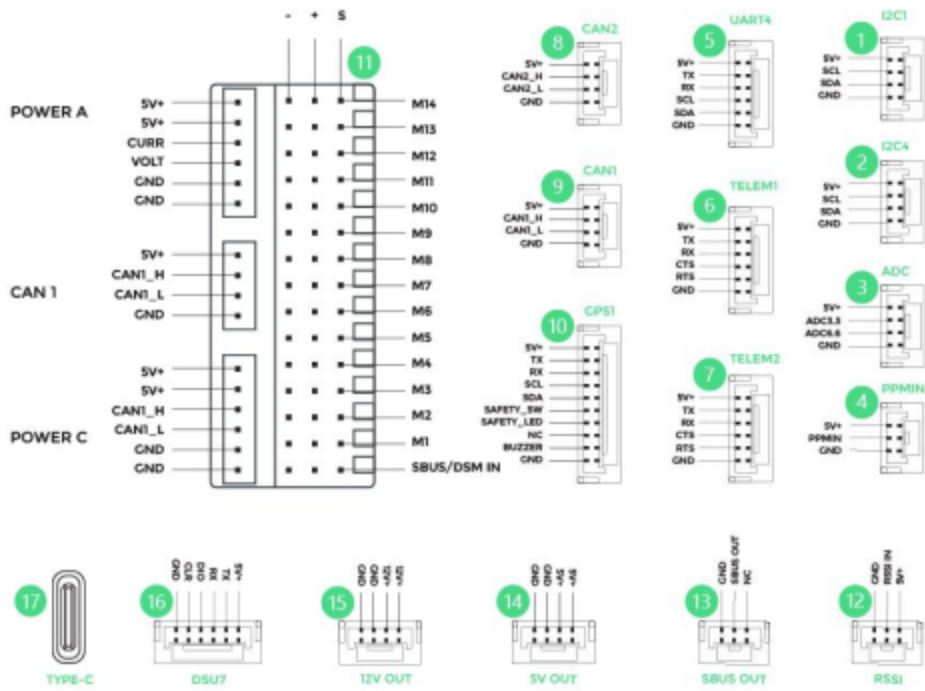 - + S
11
POWER A
5V+
5V+
CURR
VOLT
GND
GND
CAN 1
5V+
CAN1_H
CAN1_L
GND
POWER C
5V+
5V+
CAN1_H
CAN1_L
GND
GND
M14
M13
M12
M11
M10
M9
M8
M7
M6
M5
M4
M3
M2
M1
SBUS/DSM IN
8
CAN2
5V+
CAN2_H
CAN2_L
GND
9
CAN1
5V+
CAN1_H
CAN1_L
GND
10
GPS1
5V+
TX
RX
SCL
SDA
SAFETY_SW
SAFETY_LED
NC
BUZZER
GND
5
UART4
5V+
TX
RX
SCL
SDA
GND
6
TELEM1
5V+
TX
RX
CTS
RTS
GND
7
TELEM2
5V+
TX
RX
CTS
RTS
GND
1
I2C1
5V+
SCL
SDA
GND
2
I2C4
5V+
SCL
SDA
GND
3
ADC
5V+
ADC3.3
ADC6.6
GND
4
PPMIN
5V+
PPMIN
GND
17
TYPE-C
16
GND
CLK
DIO
RX
TX
5V+
DSU7
15
GND
GND
12V+
12V+
12V OUT
14
GND
GND
5V+
5V+
5V OUT
13
GND
SBUS OUT
NC
SBUS OUT
12
GND
RSSI IN
5V+
RSSI